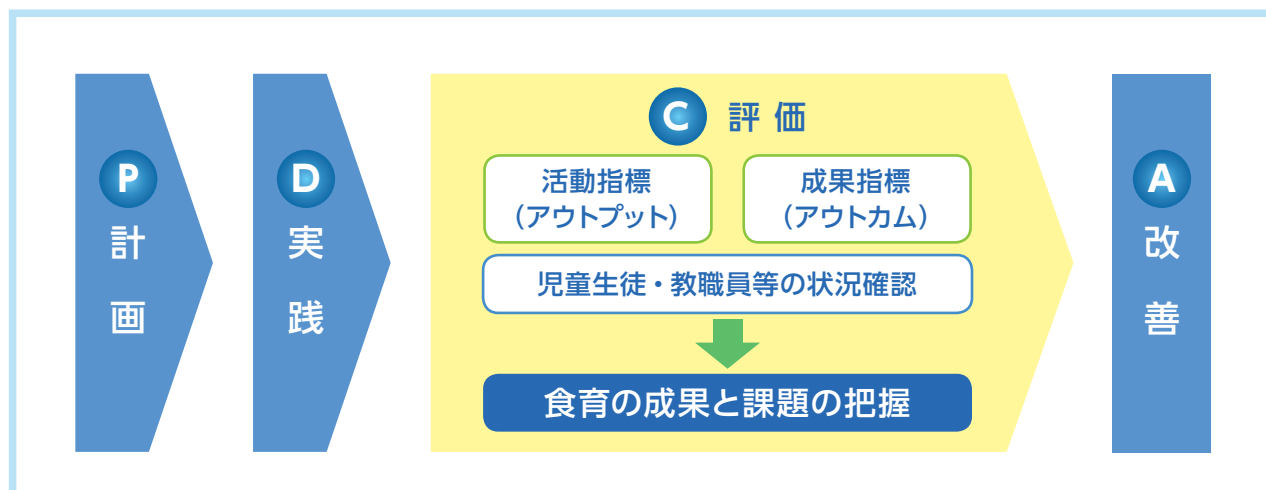 P
計画
D
実践
C 評価
活動指標
（アウトプット）
成果指標
（アウトカム）
児童生徒・教職員等の状況確認
食育の成果と課題の把握
A
改善